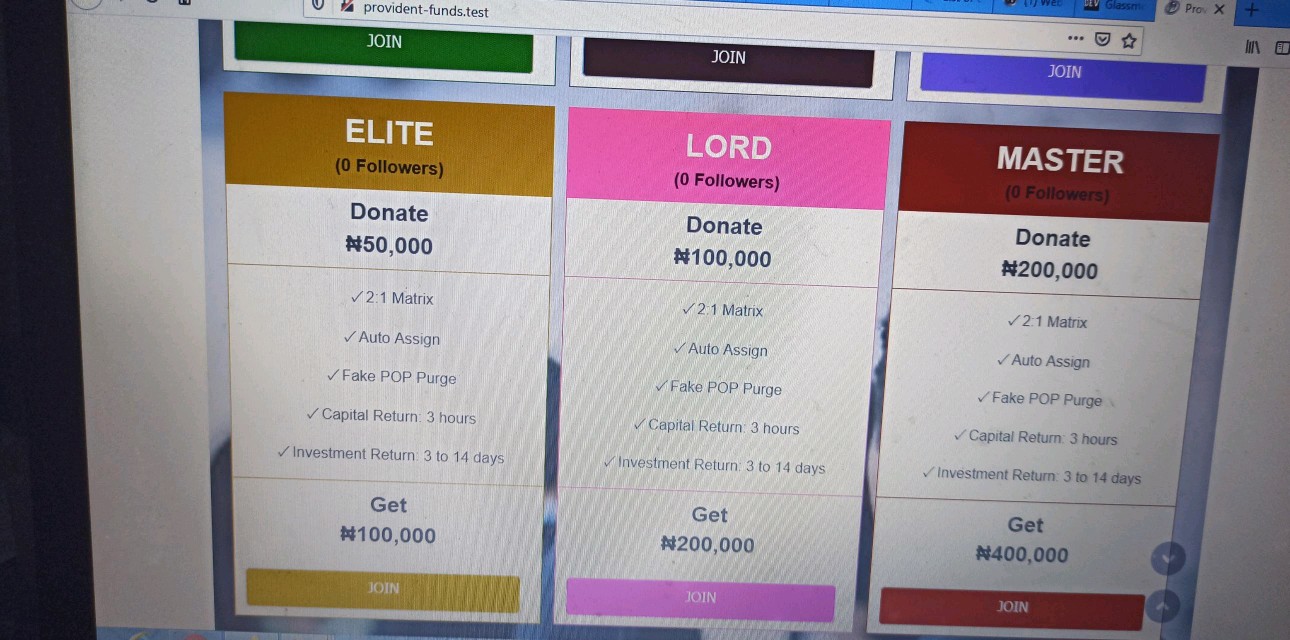 provident-funds.test
Glassm
Prov
JOIN
JOIN
JOIN
ELITE
(0 Followers)
Donate
₦50,000
✓2:1 Matrix
✓Auto Assign
✓Fake POP Purge
✓Capital Return: 3 hours
✓Investment Return: 3 to 14 days
Get
₦100,000
JOIN
LORD
(0 Followers)
Donate
₦100,000
✓2:1 Matrix
✓Auto Assign
✓Fake POP Purge
✓Capital Return: 3 hours
✓Investment Return: 3 to 14 days
Get
₦200,000
JOIN
MASTER
(0 Followers)
Donate
₦200,000
✓2:1 Matrix
✓Auto Assign
✓Fake POP Purge
✓Capital Return: 3 hours
✓Investment Return: 3 to 14 days
Get
₦400,000
JOIN